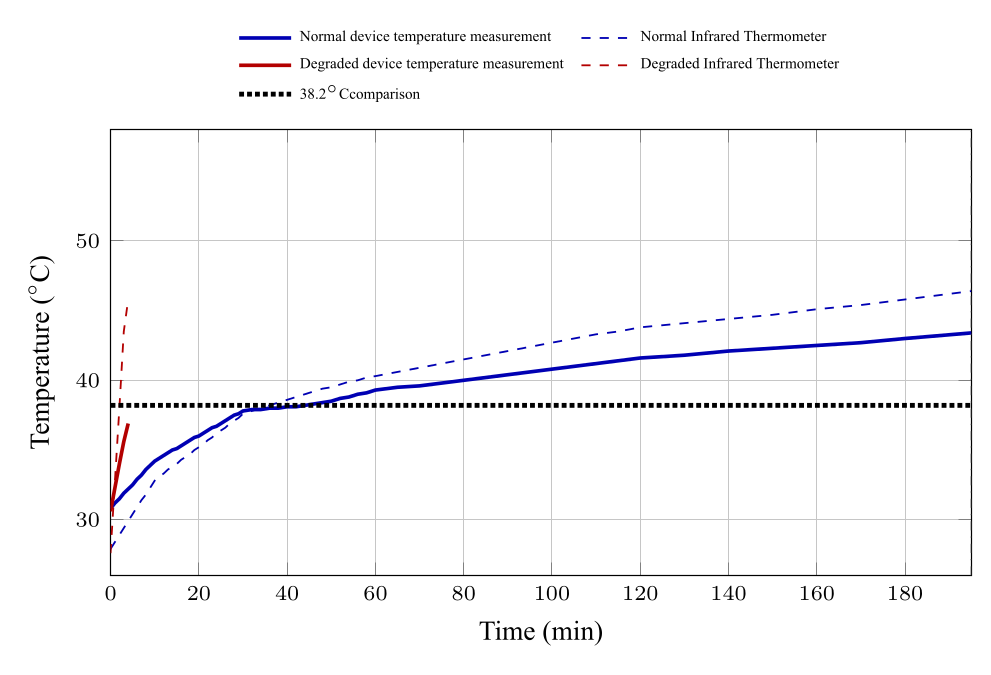 Normal device temperature measurement
Normal Infrared Thermometer
Degraded device temperature measurement
Degraded Infrared Thermometer
38.2° Ccomparison
50
40
30
Temperature (°C)
0 20 40 60 80 100 120 140 160 180
Time (min)